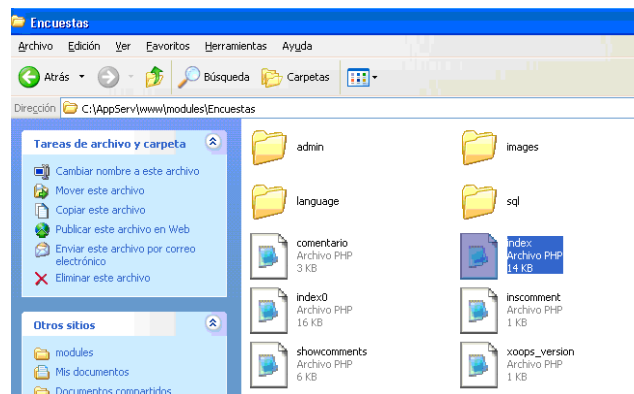 Encuestas
Archivo Edición Ver Favoritos Herramientas Ayuda
Atrás Búsqueda Carpetas
Dirección C:\AppServ\www\modules\Encuestas
Tareas de archivo y carpeta
Cambiar nombre a este archivo
Mover este archivo
Copiar este archivo
Publicar este archivo en Web
Enviar este archivo por correo
electrónico
Eliminar este archivo
Otros sitios
modules
Mis documentos
Documentos compartidos
admin
images
language
sql
comentario
Archivo PHP
3 KB
index
Archivo PHP
14 KB
index0
Archivo PHP
16 KB
inscomment
Archivo PHP
1 KB
showcomments
Archivo PHP
6 KB
xoops_version
Archivo PHP
1 KB